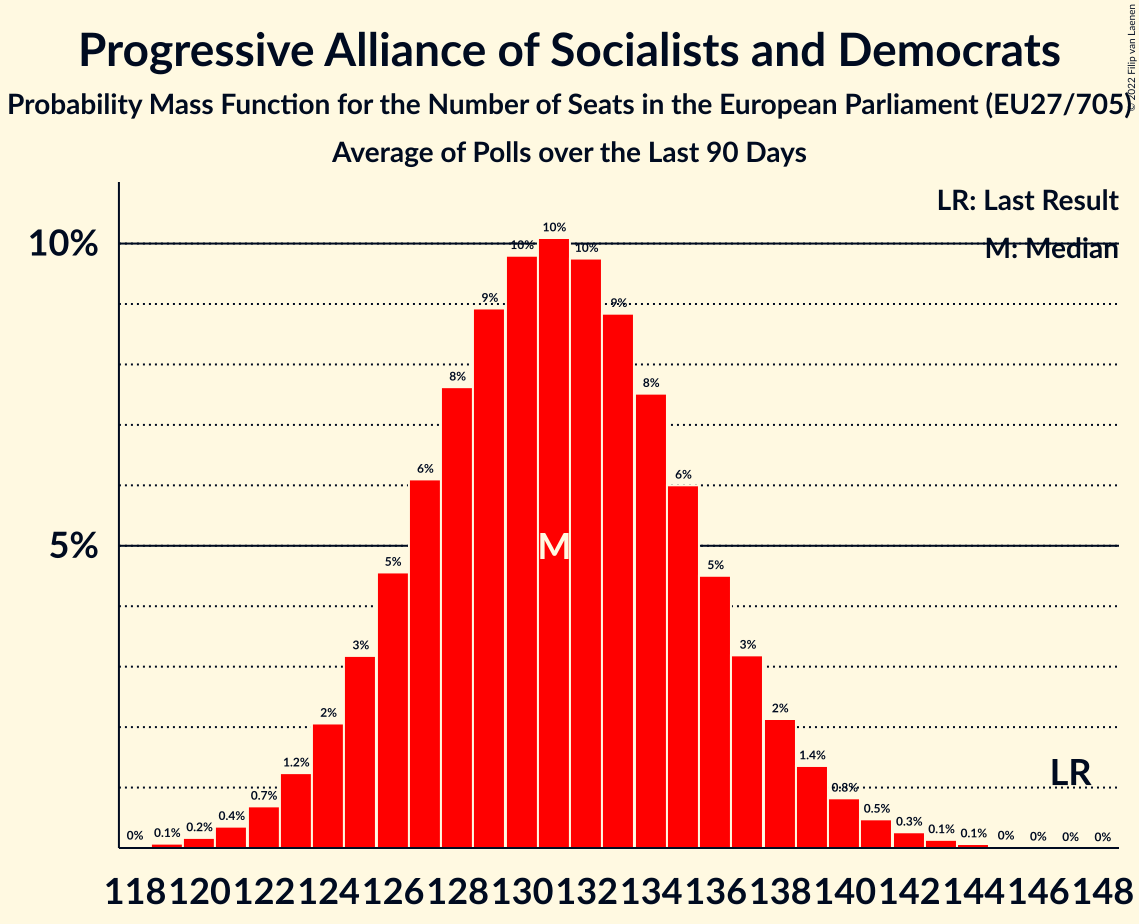 Progressive Alliance of Socialists and Democrats
Probability Mass Function for the Number of Seats in the European Parliament (EU27/705)
Average of Polls over the Last 90 Days
© 2022 Filip van Laenen
LR: Last Result
M: Median
10%
5%
0% 0.1% 0.2% 0.4% 0.7% 1.2% 2% 3% 5% 6% 8% 9% 10% 10% 10% 9% 8% 6% 5% 3% 2% 1.4% 0.8% 0.5% 0.3% 0.1% 0.1% 0% 0% 0% 0%
M
LR
118 120 122 124 126 128 130 132 134 136 138 140 142 144 146 148